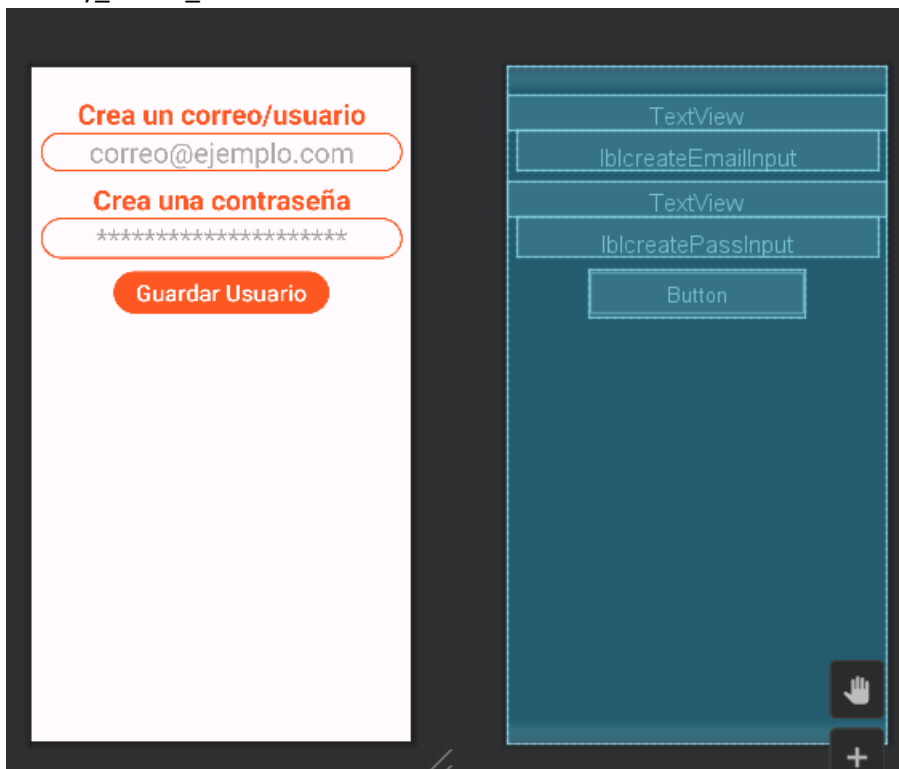 Crea un correo/usuario
correo@ejemplo.com
Crea una contraseña
*********************
Guardar Usuario
TextView
lblcreateEmailInput
TextView
lblcreatePassInput
Button